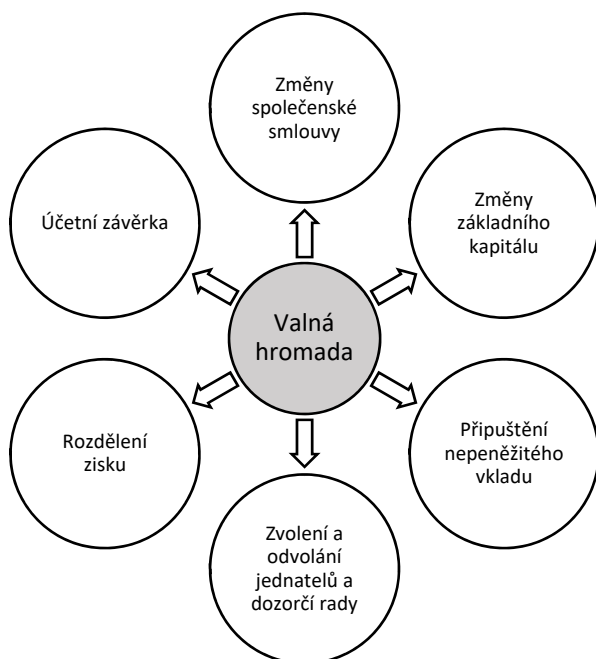 Změny
společenské
smlouvy
Účetní závěrka
Změny
základního
kapitálu
Valná
hromada
Rozdělení
zisku
Připuštění
nepeněžitého
vkladu
Zvolení a
odvolání
jednatelů a
dozorčí rady